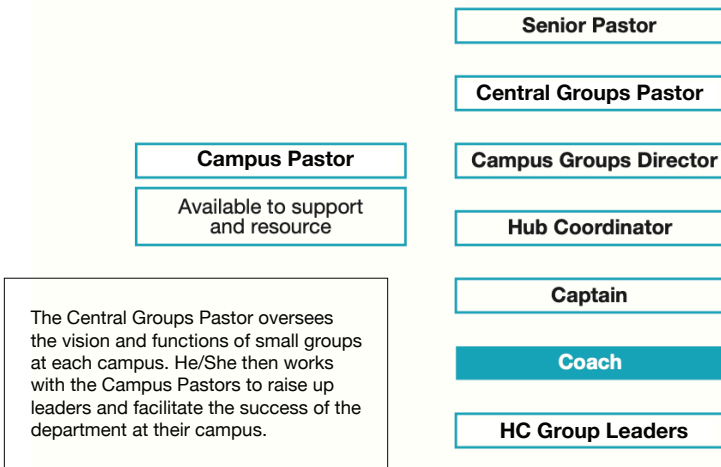 Senior Pastor
Central Groups Pastor
Campus Pastor
Campus Groups Director
Available to support
and resource
Hub Coordinator
Captain
The Central Groups Pastor oversees
the vision and functions of small groups
at each campus. He/She then works
with the Campus Pastors to raise up
leaders and facilitate the success of the
department at their campus.
Coach
HC Group Leaders